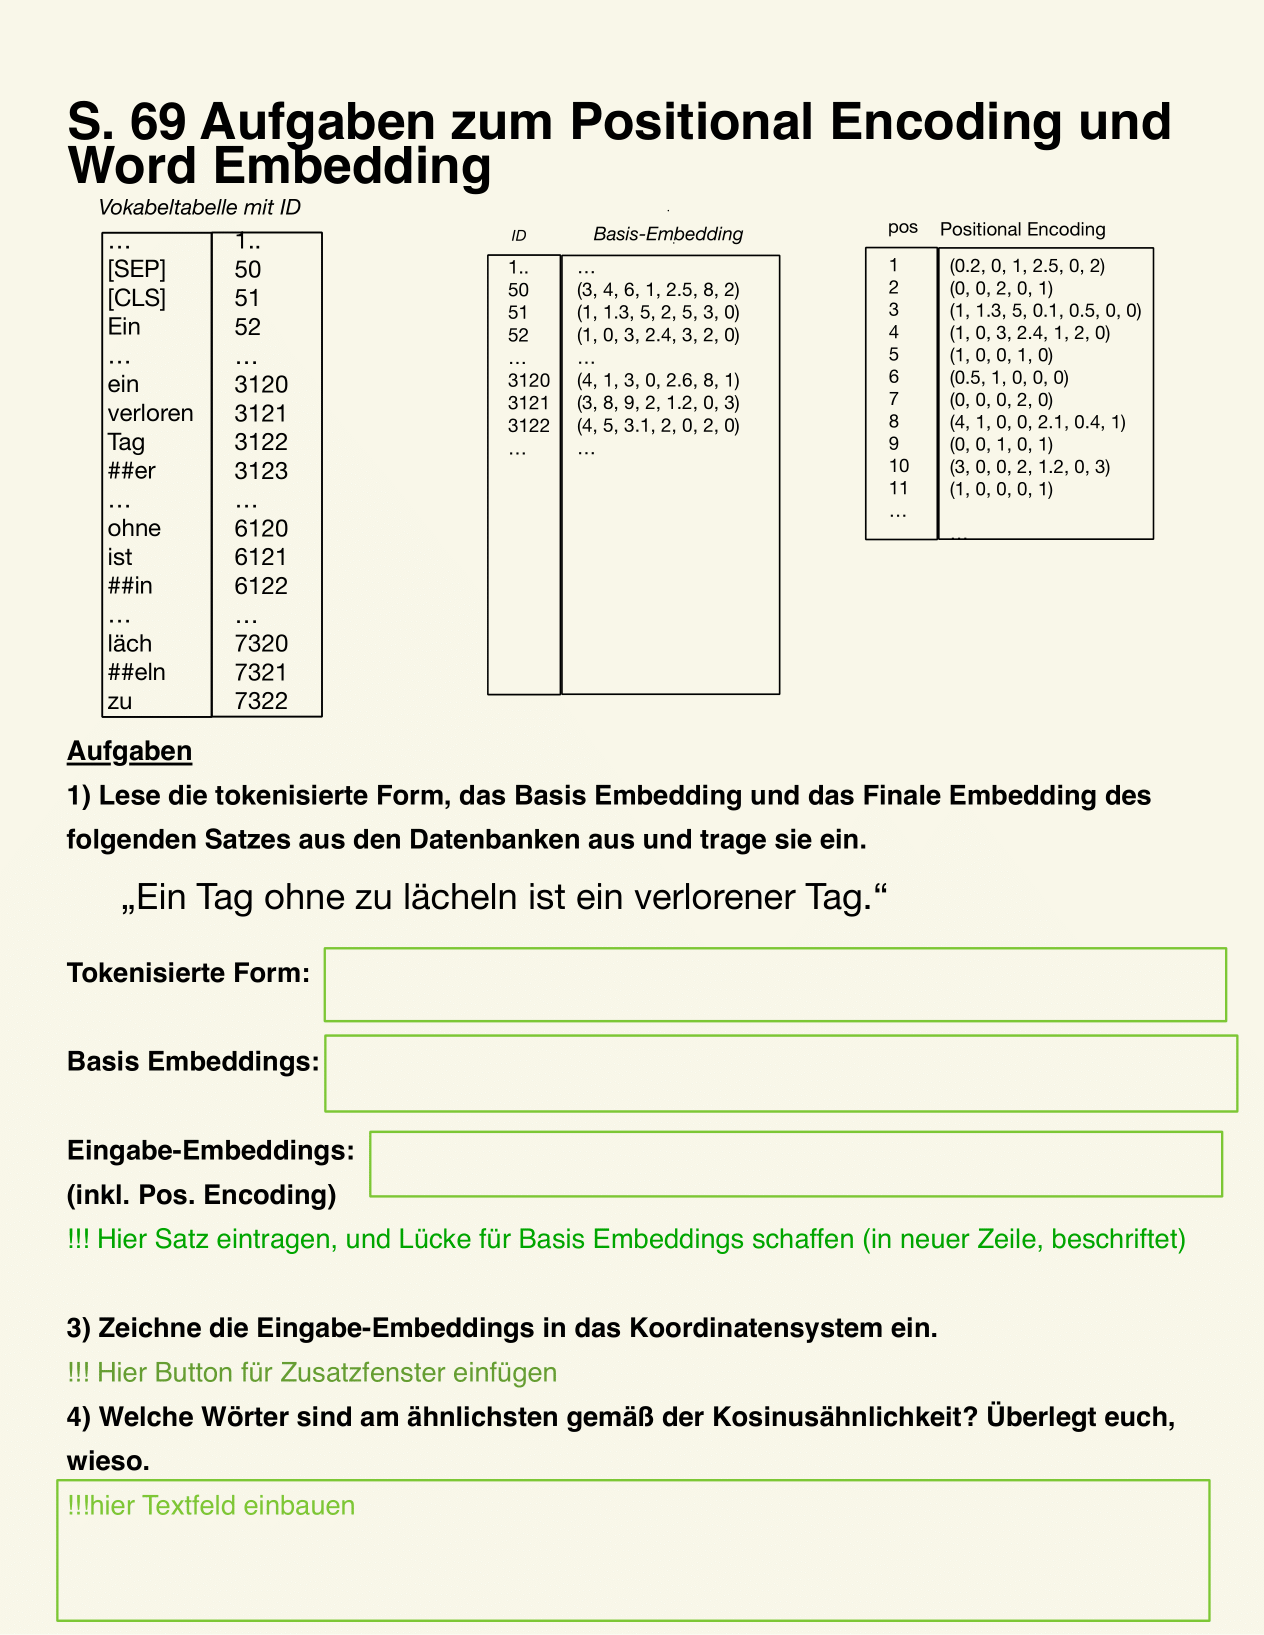 S. 69 Aufgaben zum Positional Encoding und
Word Embedding
Vokabeltabelle mit ID
… 1..
[SEP] 50
[CLS] 51
Ein 52
… …
ein 3120
verloren 3121
Tag 3122
##er 3123
… …
ohne 6120
ist 6121
##in 6122
… …
läch 7320
##eln 7321
zu 7322
ID Basis-Embedding
1.. …
50 (3, 4, 6, 1, 2.5, 8, 2)
51 (1, 1.3, 5, 2, 5, 3, 0)
52 (1, 0, 3, 2.4, 3, 2, 0)
… …
3120 (4, 1, 3, 0, 2.6, 8, 1)
3121 (3, 8, 9, 2, 1.2, 0, 3)
3122 (4, 5, 3.1, 2, 0, 2, 0)
… …
pos Positional Encoding
1 (0.2, 0, 1, 2.5, 0, 2)
2 (0, 0, 2, 0, 1)
3 (1, 1.3, 5, 0.1, 0.5, 0, 0)
4 (1, 0, 3, 2.4, 1, 2, 0)
5 (1, 0, 0, 1, 0)
6 (0.5, 1, 0, 0, 0)
7 (0, 0, 0, 2, 0)
8 (4, 1, 0, 0, 2.1, 0.4, 1)
9 (0, 0, 1, 0, 1)
10 (3, 0, 0, 2, 1.2, 0, 3)
11 (1, 0, 0, 0, 1)
…
…
Aufgaben
1) Lese die tokenisierte Form, das Basis Embedding und das Finale Embedding des
folgenden Satzes aus den Datenbanken aus und trage sie ein.
„Ein Tag ohne zu lächeln ist ein verlorener Tag.“
Tokenisierte Form:
Basis Embeddings:
Eingabe-Embeddings:
(inkl. Pos. Encoding)
!!! Hier Satz eintragen, und Lücke für Basis Embeddings schaffen (in neuer Zeile, beschriftet)
3) Zeichne die Eingabe-Embeddings in das Koordinatensystem ein.
!!! Hier Button für Zusatzfenster einfügen
4) Welche Wörter sind am ähnlichsten gemäß der Kosinusähnlichkeit? Überlegt euch,
wieso.
!!!hier Textfeld einbauen